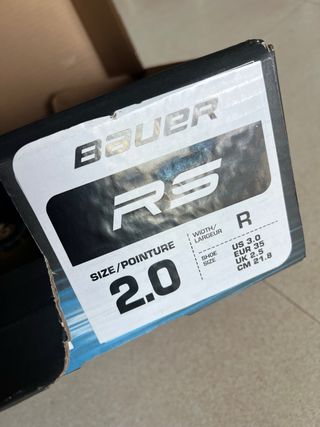 BAUER
RS
SIZE/POINTURE
2.0
WIDTH/
LARGEUR
R
SHOE
SIZE
US 3.0
EUR 35
UK 2.5
CM 21.8